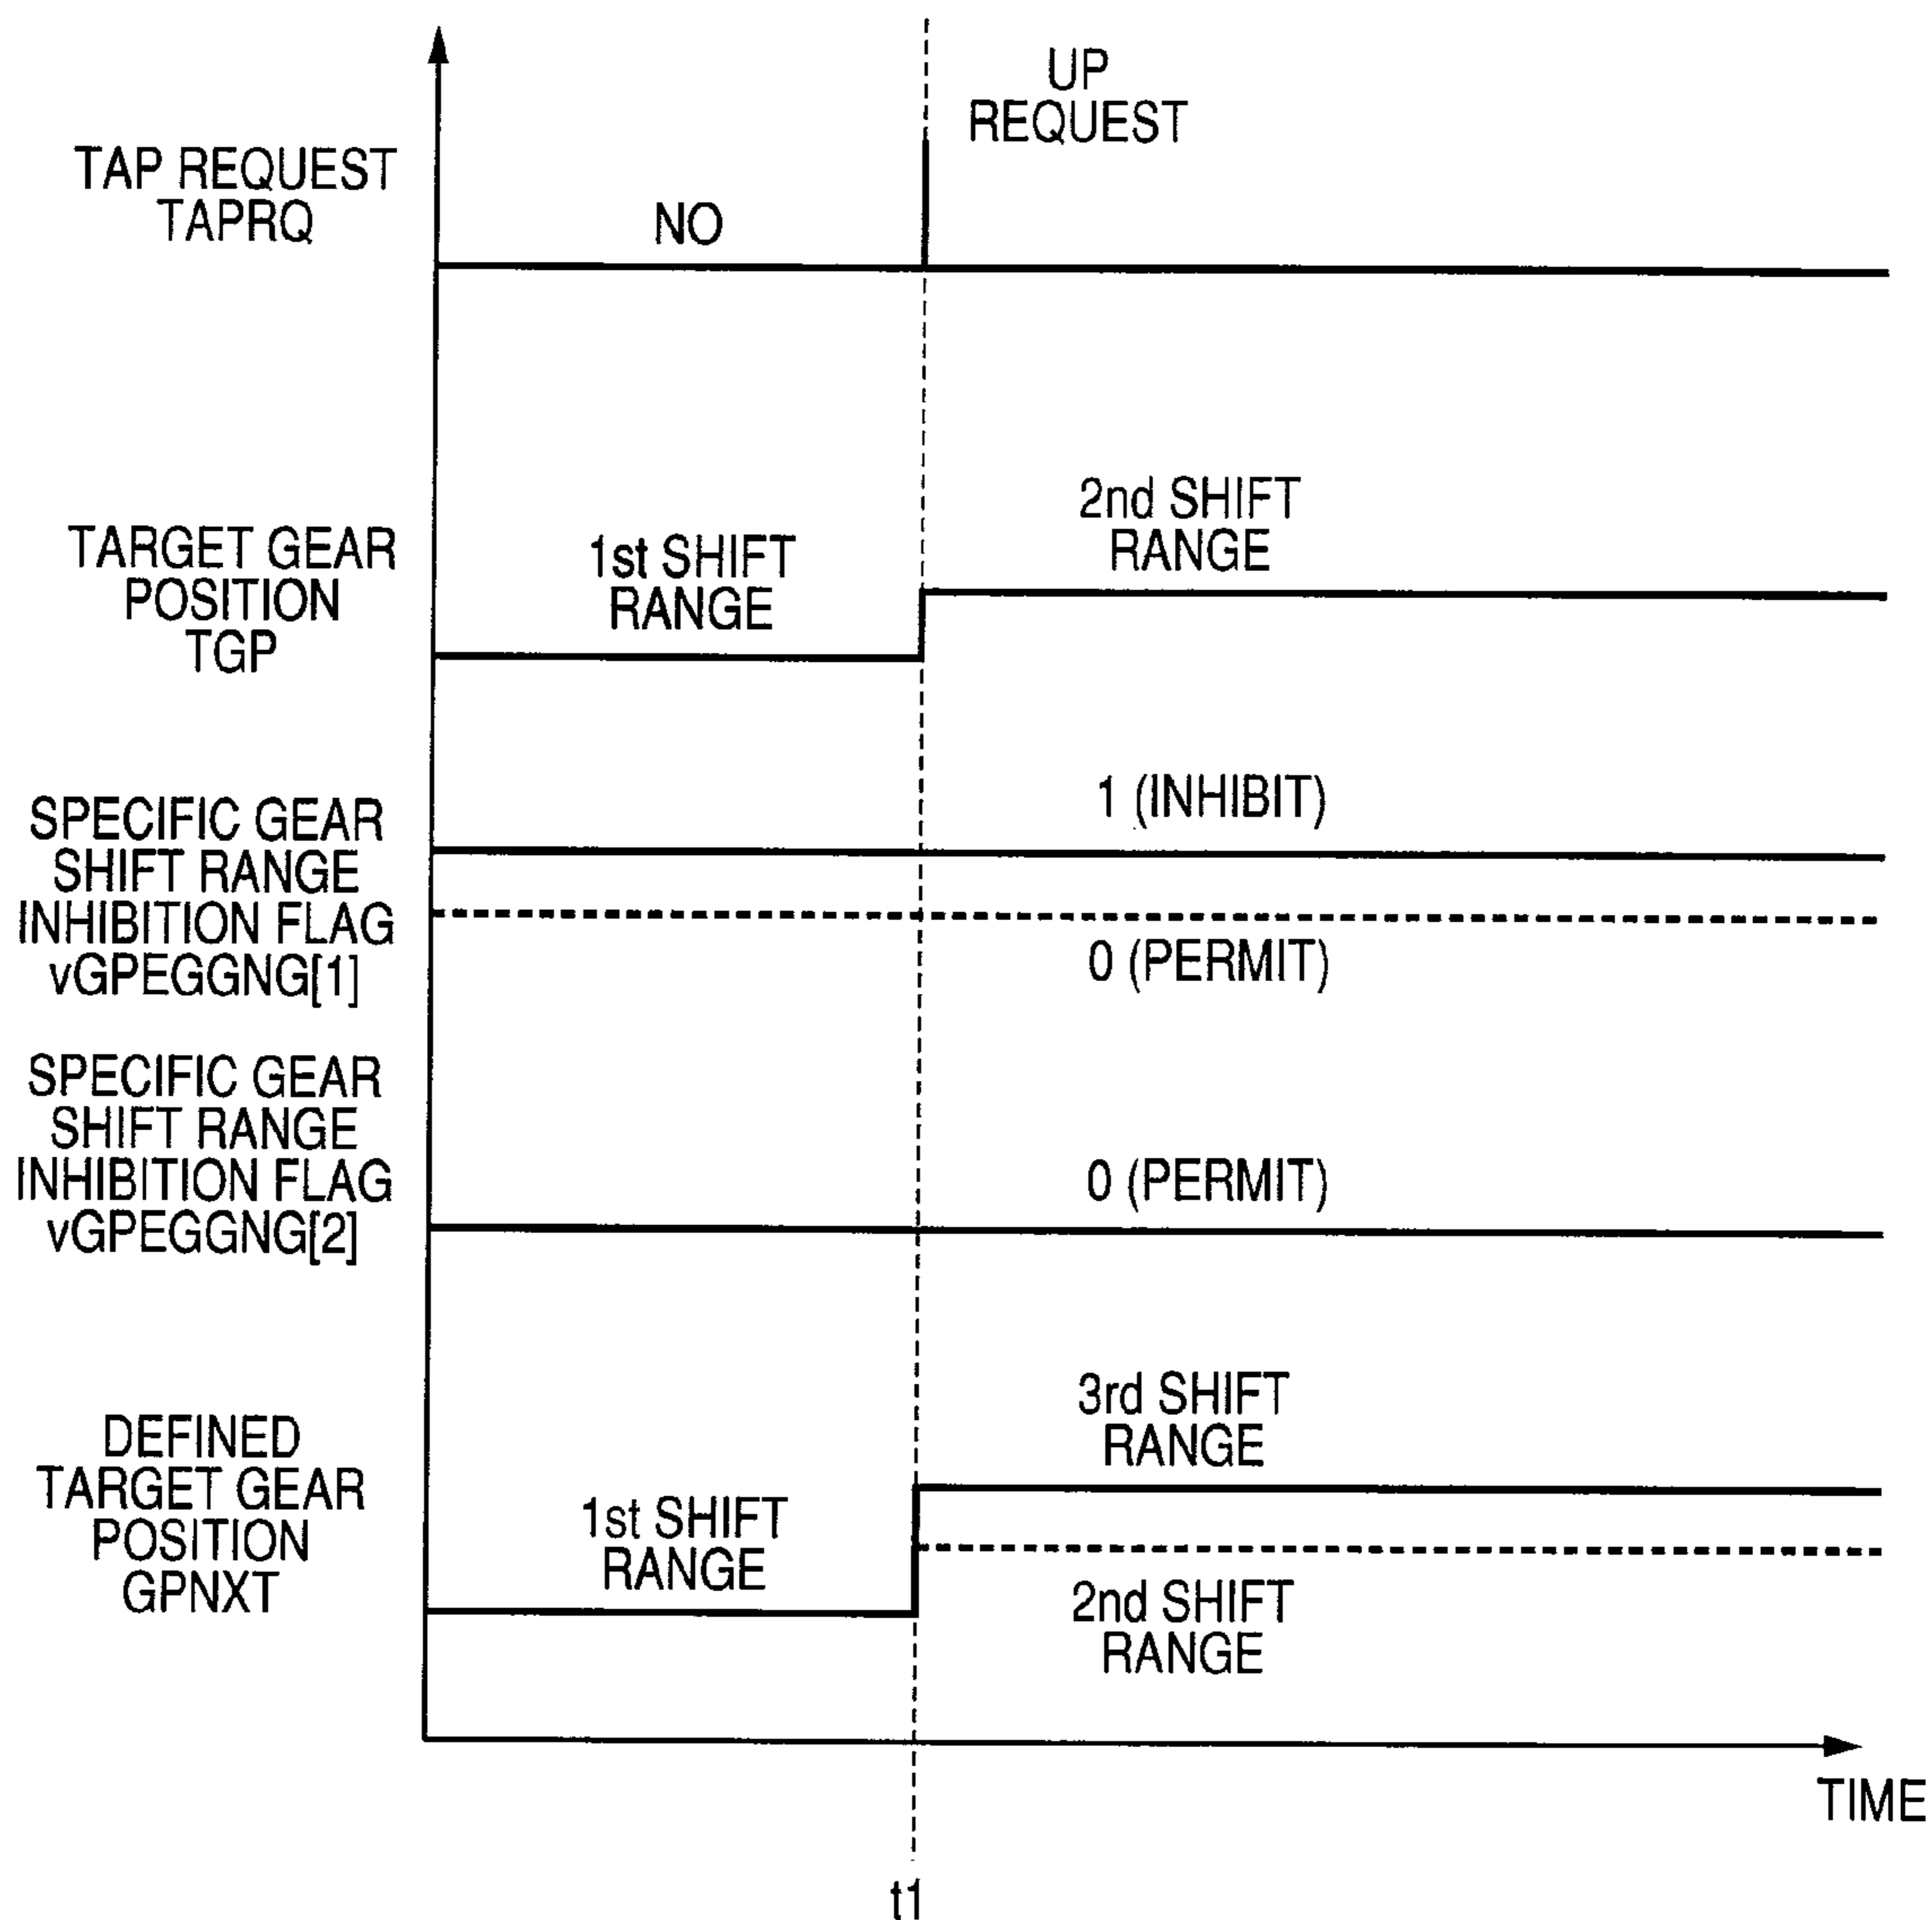 UP
REQUEST
TAP REQUEST
TAPRQ
NO
TARGET GEAR
POSITION
TGP
1st SHIFT
RANGE
2nd SHIFT
RANGE
SPECIFIC GEAR
SHIFT RANGE
INHIBITION FLAG
vGPEGGNG[1]
1 (INHIBIT)
0 (PERMIT)
SPECIFIC GEAR
SHIFT RANGE
INHIBITION FLAG
vGPEGGNG[2]
0 (PERMIT)
DEFINED
TARGET GEAR
POSITION
GPNXT
1st SHIFT
RANGE
3rd SHIFT
RANGE
2nd SHIFT
RANGE
TIME
t1